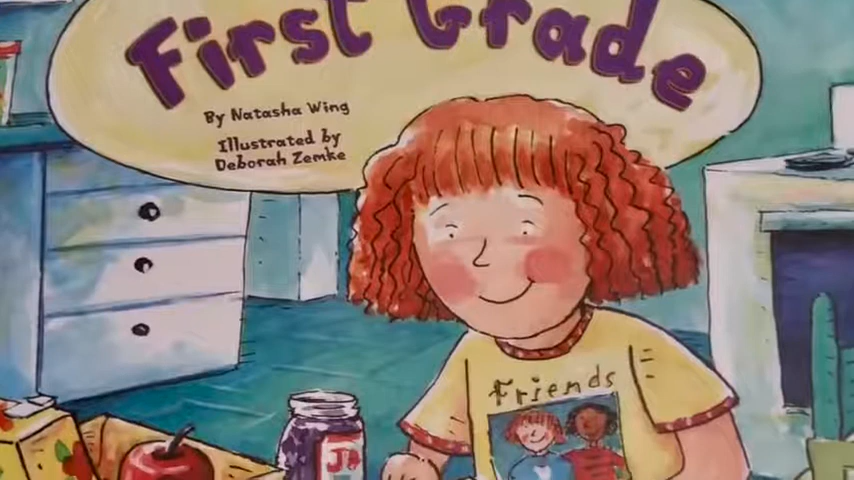 First Grade
By Natasha Wing
Illustrated by
Deborah Zemke
Friends